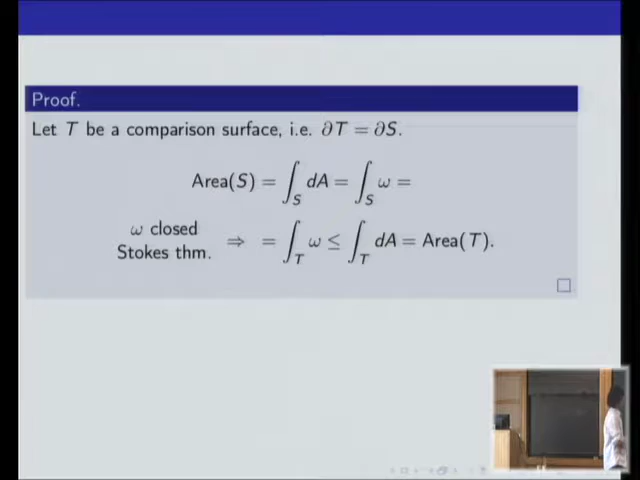 Proof.
Let T be a comparison surface, i.e. ∂T = ∂S.
Area(S) = ∫_S dA = ∫_S ω =
ω closed
Stokes thm. ⇒ = ∫_T ω ≤ ∫_T dA = Area(T).